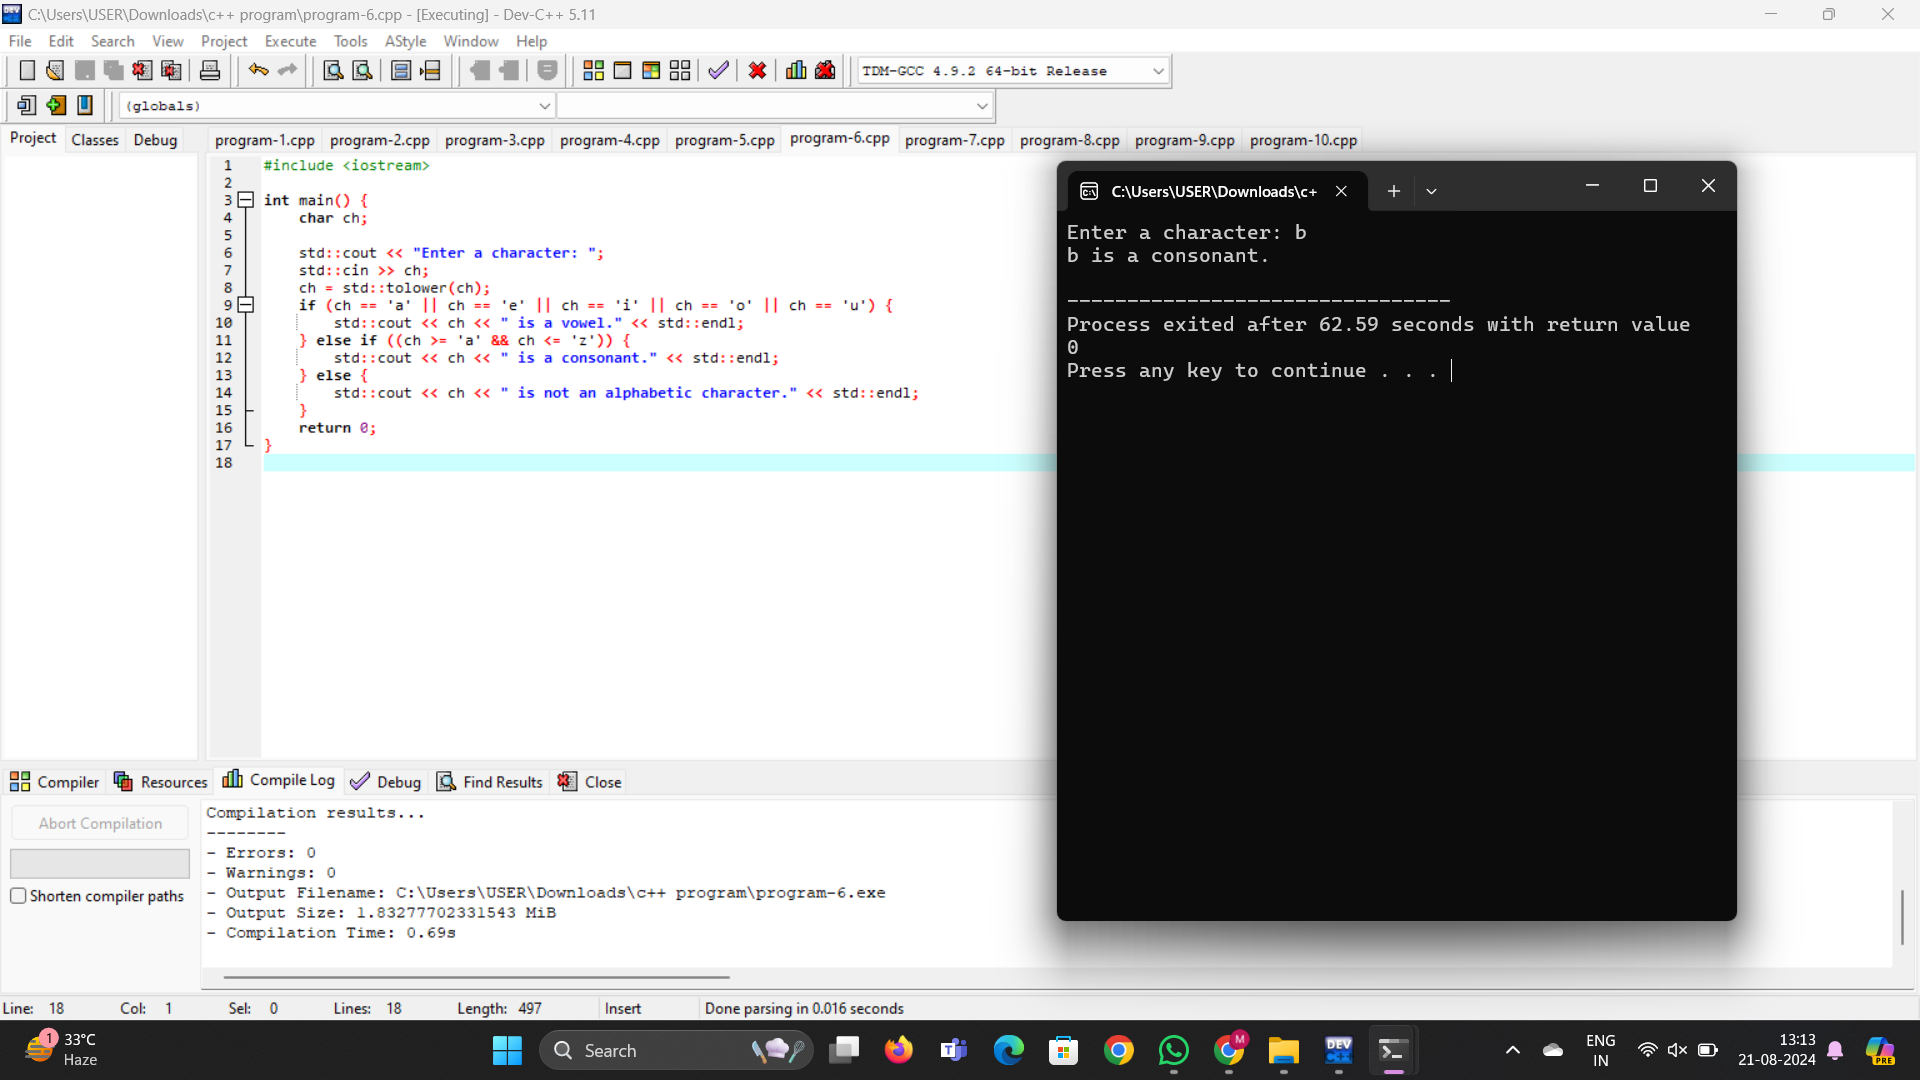 C:\Users\USER\Downloads\c++ program\program-6.cpp - [Executing] - Dev-C++ 5.11
File Edit Search View Project Execute Tools AStyle Window Help
TDM-GCC 4.9.2 64-bit Release
(globals)
Project Classes Debug program-1.cpp program-2.cpp program-3.cpp program-4.cpp program-5.cpp program-6.cpp program-7.cpp program-8.cpp program-9.cpp program-10.cpp
1 #include <iostream>
2
3 int main() {
4 char ch;
5
6 std::cout << "Enter a character: ";
7 std::cin >> ch;
8 ch = std::tolower(ch);
9 if (ch == 'a' || ch == 'e' || ch == 'i' || ch == 'o' || ch == 'u') {
10 std::cout << ch << " is a vowel." << std::endl;
11 } else if ((ch >= 'a' && ch <= 'z')) {
12 std::cout << ch << " is a consonant." << std::endl;
13 } else {
14 std::cout << ch << " is not an alphabetic character." << std::endl;
15 }
16 return 0;
17 }
18
C:\Users\USER\Downloads\c+
Enter a character: b
b is a consonant.
--------------------------------
Process exited after 62.59 seconds with return value
0
Press any key to continue . . .
Compiler Resources Compile Log Debug Find Results Close
Abort Compilation
Shorten compiler paths
Compilation results...
--------
- Errors: 0
- Warnings: 0
- Output Filename: C:\Users\USER\Downloads\c++ program\program-6.exe
- Output Size: 1.83277702331543 MiB
- Compilation Time: 0.69s
Line: 18 Col: 1 Sel: 0 Lines: 18 Length: 497 Insert Done parsing in 0.016 seconds
1
33°C
Haze
Search
M
DEV
ENG
IN
13:13
21-08-2024
PRE